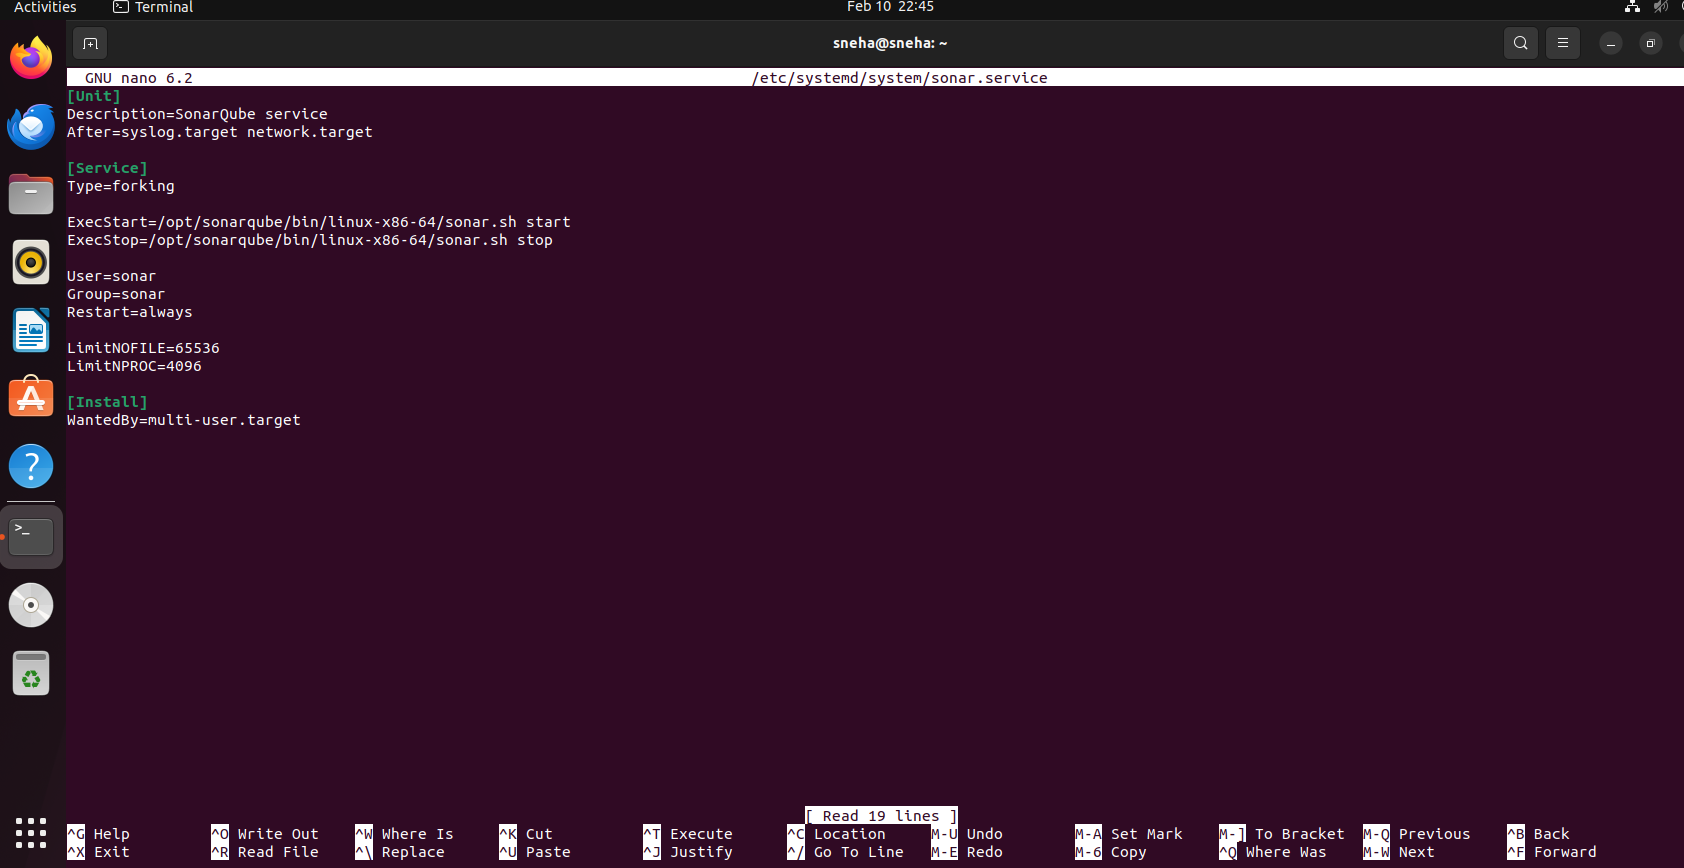 Activities Terminal Feb 10 22:45
sneha@sneha: ~
GNU nano 6.2 /etc/systemd/system/sonar.service
[Unit]
Description=SonarQube service
After=syslog.target network.target
[Service]
Type=forking
ExecStart=/opt/sonarqube/bin/linux-x86-64/sonar.sh start
ExecStop=/opt/sonarqube/bin/linux-x86-64/sonar.sh stop
User=sonar
Group=sonar
Restart=always
LimitNOFILE=65536
LimitNPROC=4096
[Install]
WantedBy=multi-user.target
[ Read 19 lines ]
^G Help ^O Write Out ^W Where Is ^K Cut ^T Execute ^C Location M-U Undo M-A Set Mark M-] To Bracket M-Q Previous ^B Back
^X Exit ^R Read File ^\ Replace ^U Paste ^J Justify ^/ Go To Line M-E Redo M-6 Copy ^Q Where Was M-W Next ^F Forward